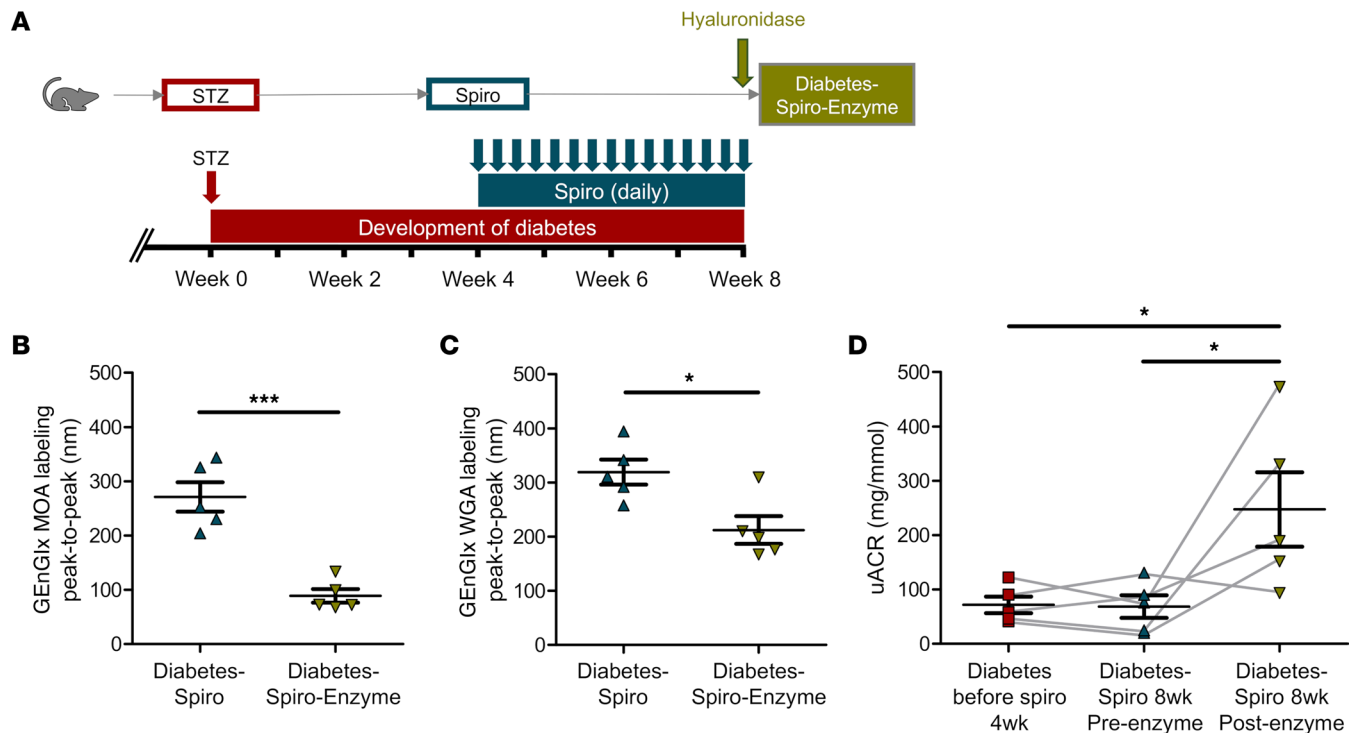 A
Hyaluronidase
STZ
Spiro
Diabetes-
Spiro-Enzyme
STZ
Spiro (daily)
Development of diabetes
Week 0
Week 2
Week 4
Week 6
Week 8
B
GEnGlx MOA labeling
peak-to-peak (nm)
500
400
300
200
100
0
***
Diabetes-
Spiro
Diabetes-
Spiro-Enzyme
C
GEnGlx WGA labeling
peak-to-peak (nm)
500
400
300
200
100
0
*
Diabetes-
Spiro
Diabetes-
Spiro-Enzyme
D
uACR (mg/mmol)
500
400
300
200
100
0
*
*
Diabetes
before spiro
4wk
Diabetes-
Spiro 8wk
Pre-enzyme
Diabetes-
Spiro 8wk
Post-enzyme